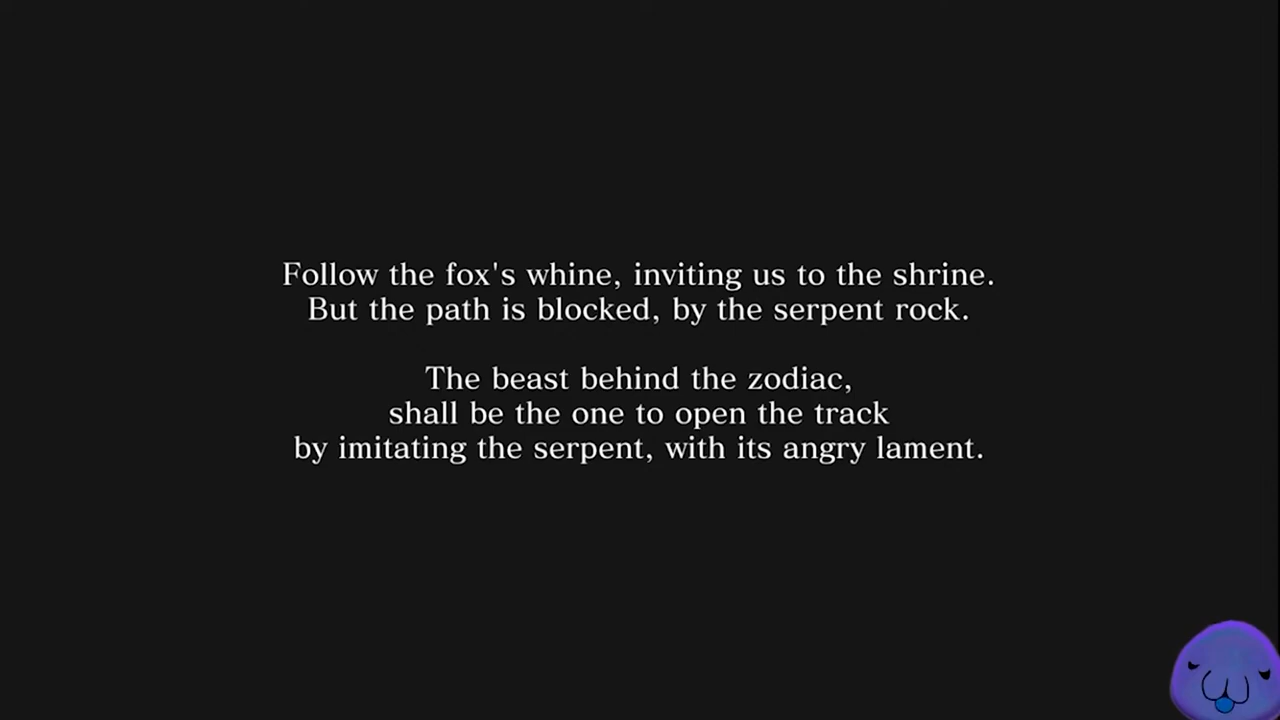 Follow the fox's whine, inviting us to the shrine.
But the path is blocked, by the serpent rock.
The beast behind the zodiac,
shall be the one to open the track
by imitating the serpent, with its angry lament.